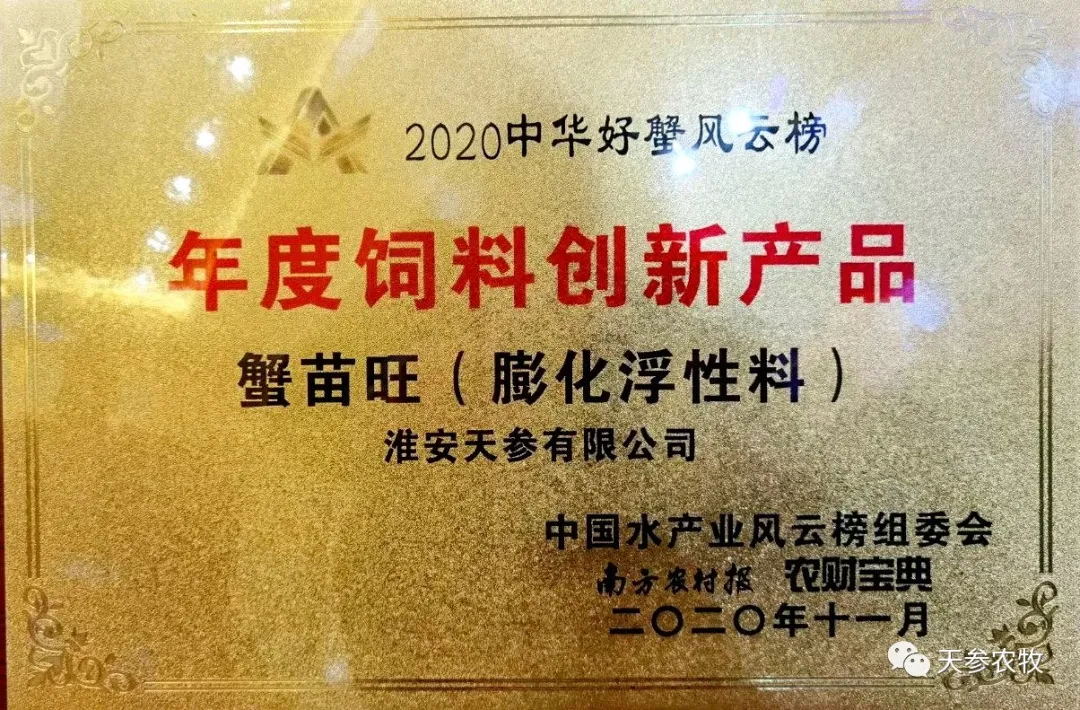 2020中华好蟹风云榜
年度饲料创新产品
蟹苗旺（膨化浮性料）
淮安天参有限公司
中国水产业风云榜组委会
南方农村报 农财宝典
二〇二〇年十一月
天参农牧